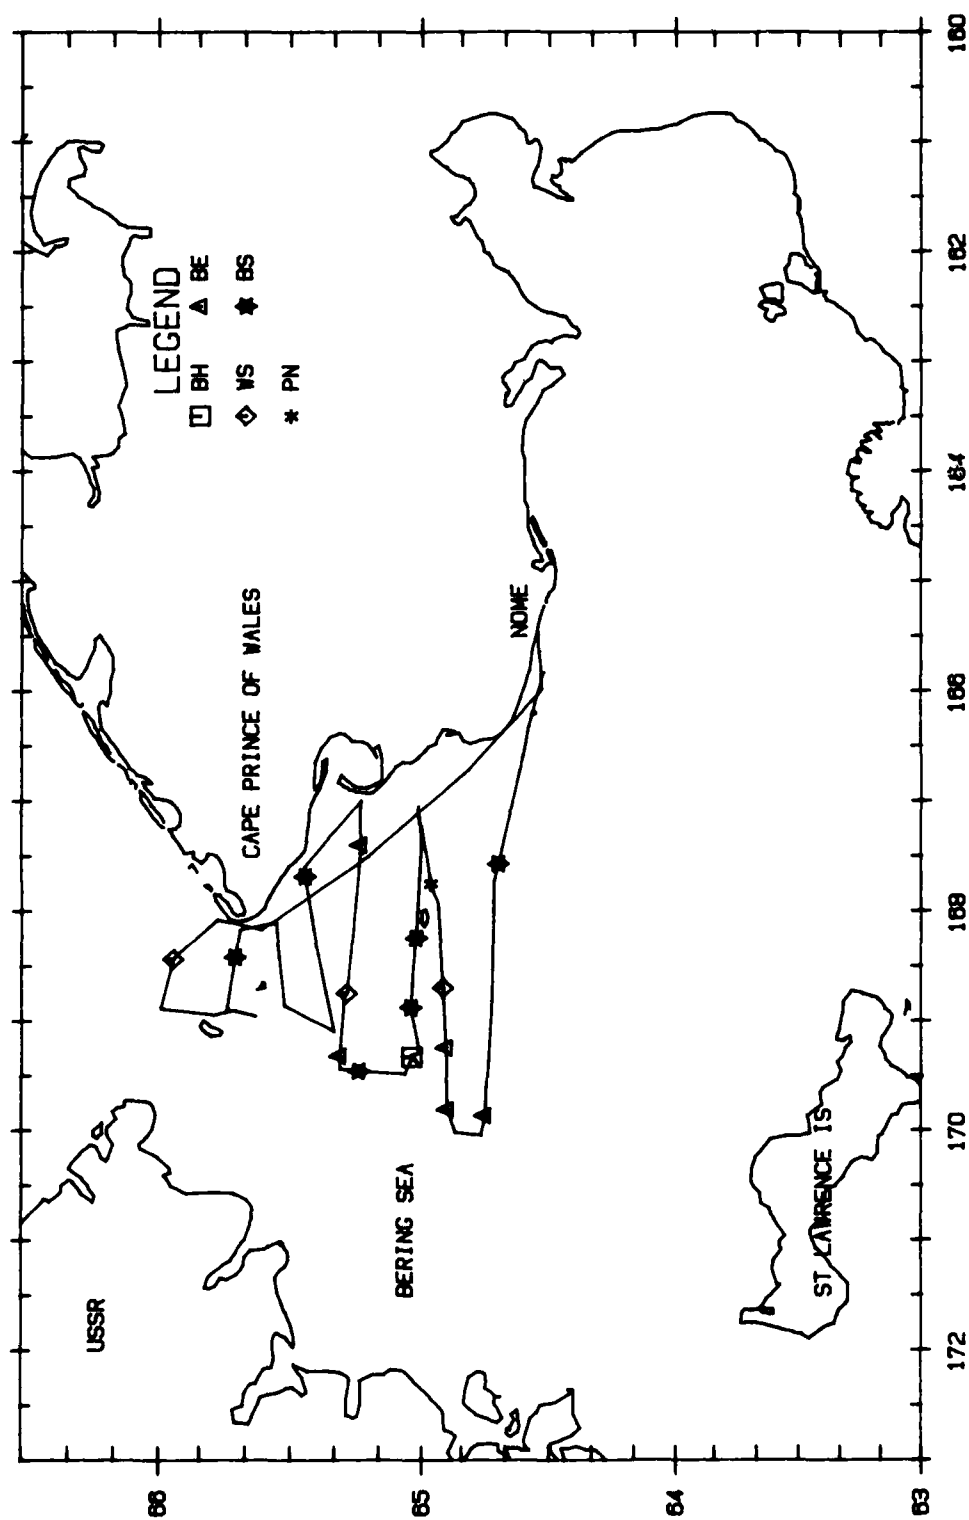 LEGEND
BH BE
WS BS
PN
CAPE PRINCE OF WALES
NOME
USSR
BERING SEA
ST LAWRENCE IS
66
65
64
63
172
170
168
166
164
162
160